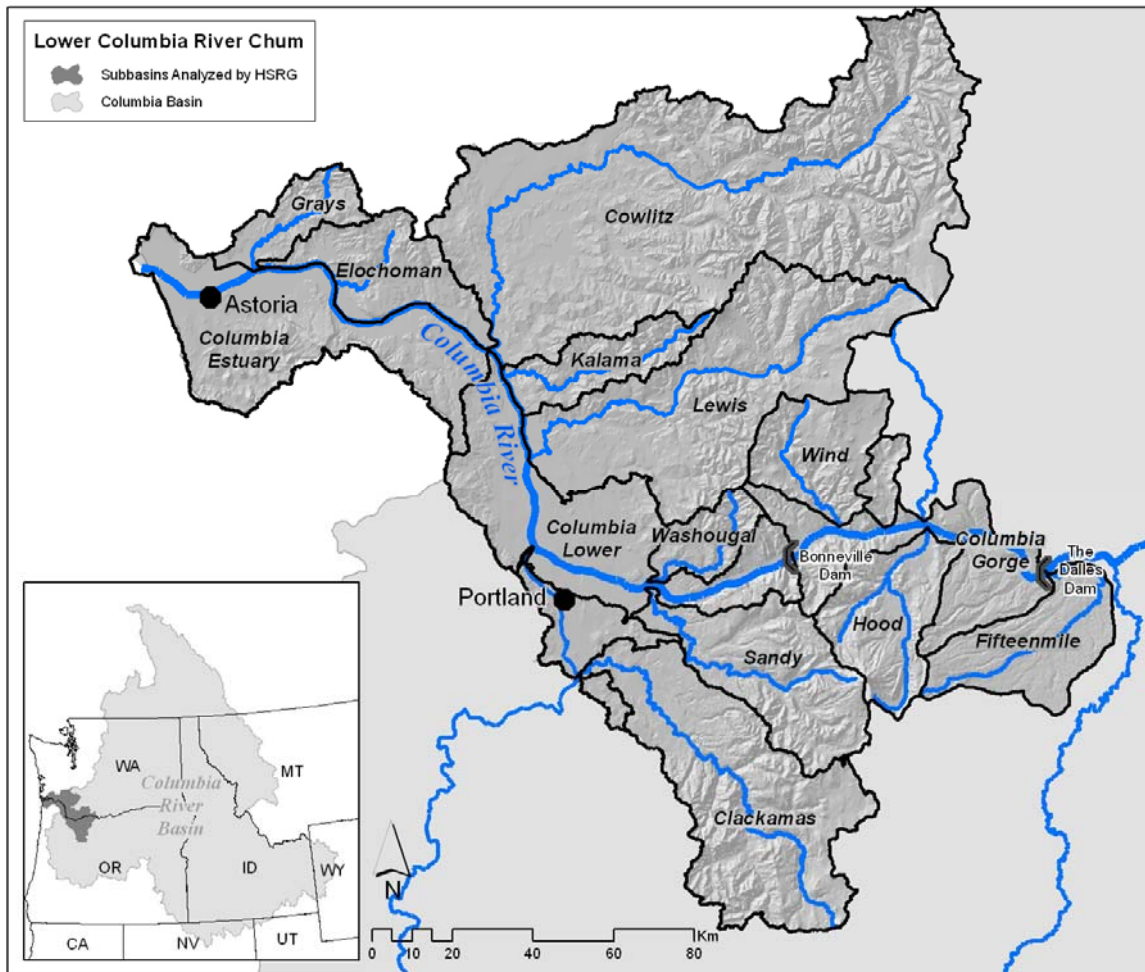 Lower Columbia River Chum
Subbasins Analyzed by HSRG
Columbia Basin
Grays
Cowlitz
Elochoman
Astoria
Columbia
Estuary
Columbia River
Kalama
Lewis
Wind
Columbia
Lower
Washougal
Bonneville
Dam
Columbia
Gorge
The
Dalles
Dam
Portland
Hood
Fifteenmile
Sandy
Clackamas
WA
MT
Columbia
River
Basin
OR
ID
WY
CA
NV
UT
N
Km
0 10 20 40 60 80